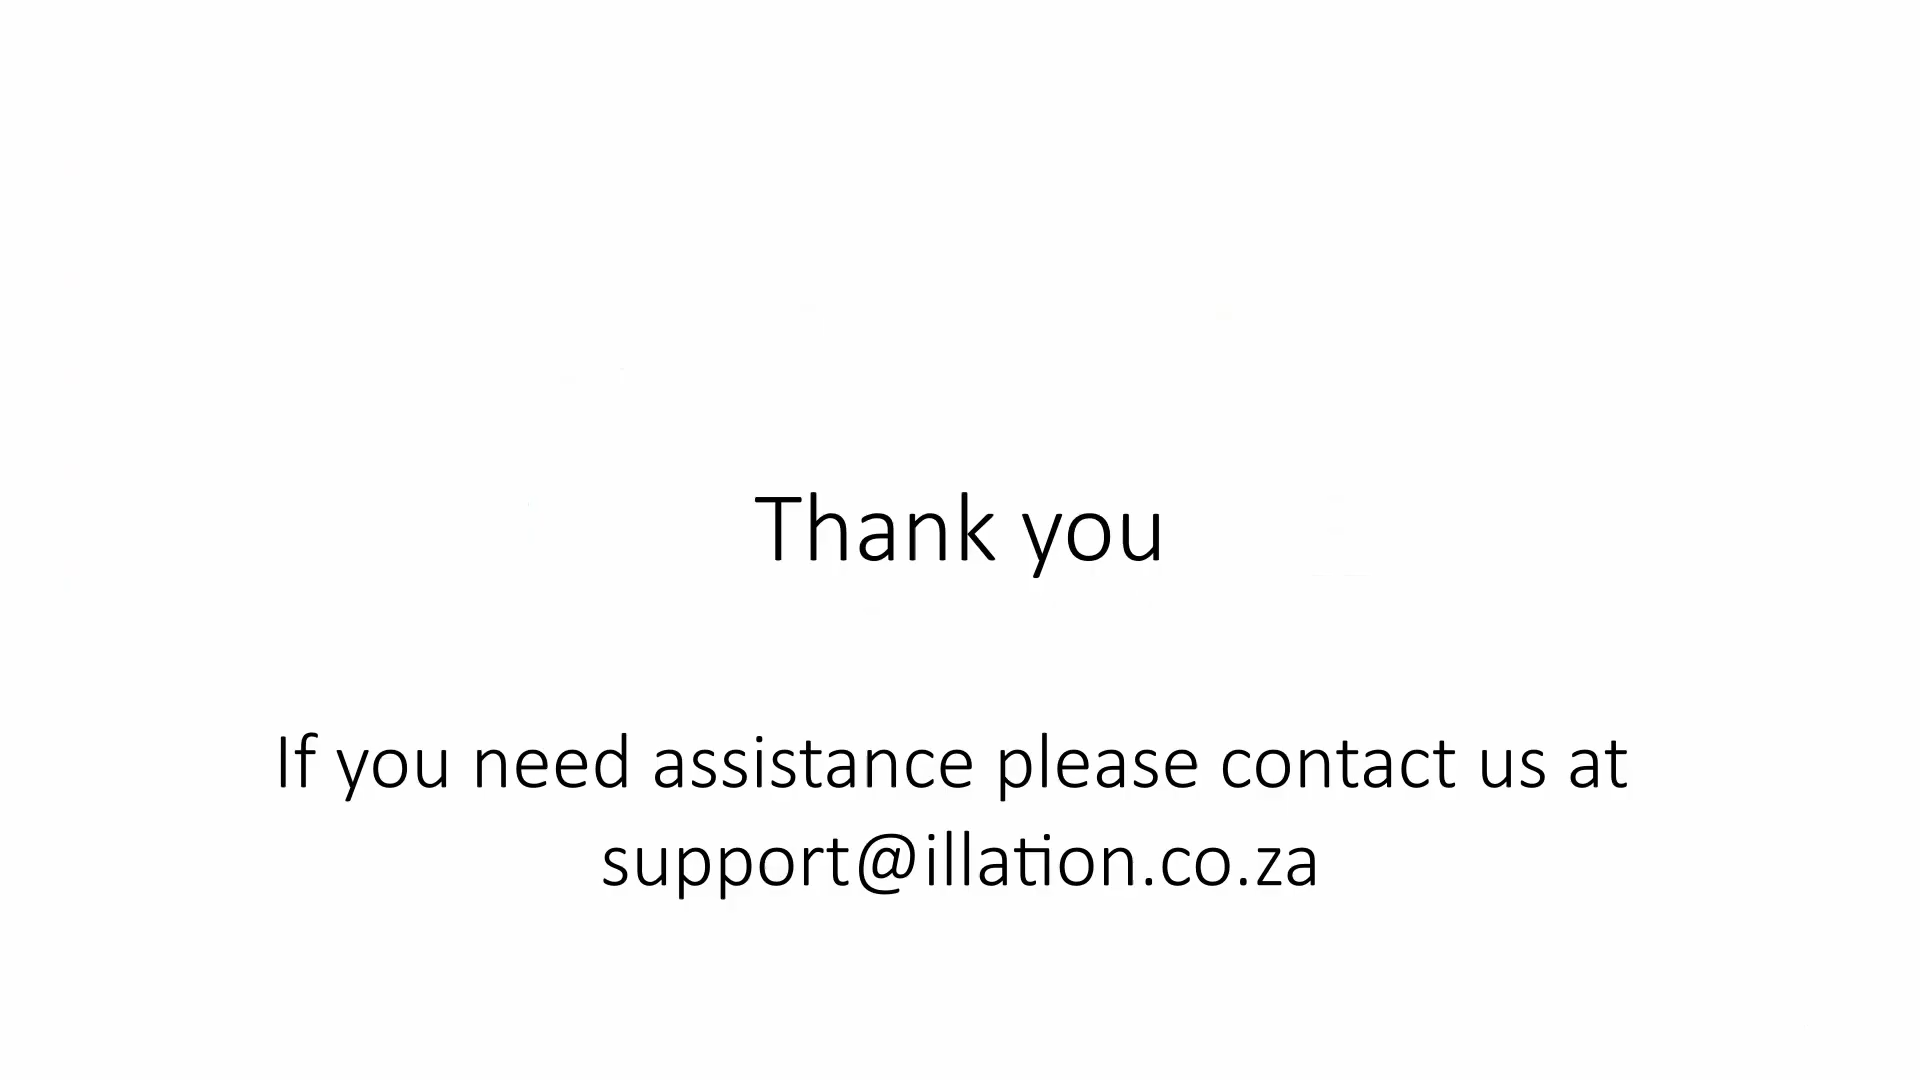 Thank you
If you need assistance please contact us at
support@illation.co.za